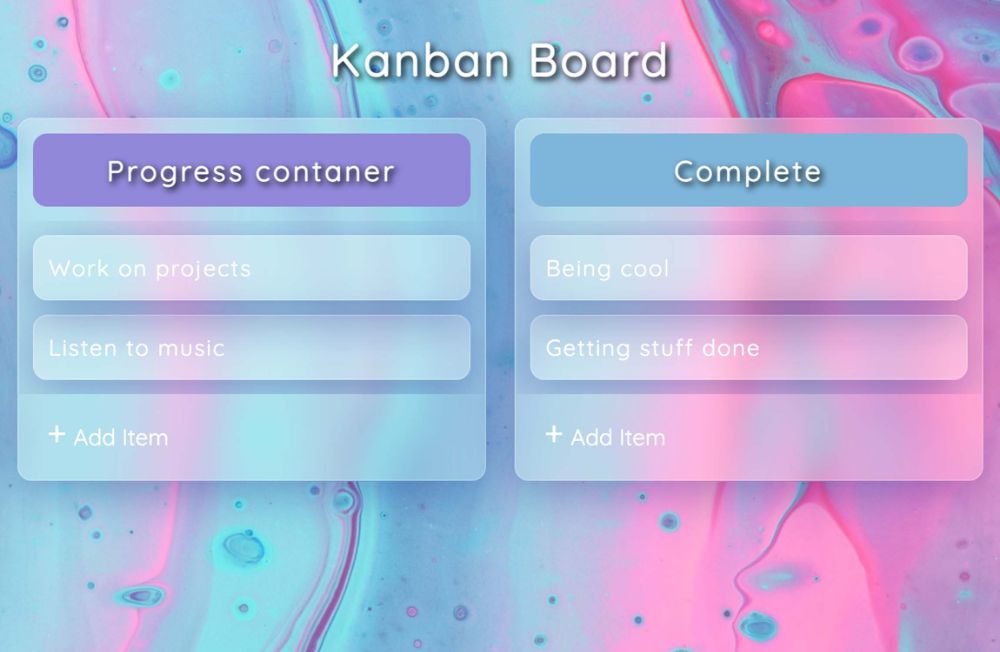 Kanban Board
Progress contaner
Work on projects
Listen to music
+ Add Item
Complete
Being cool
Getting stuff done
+ Add Item